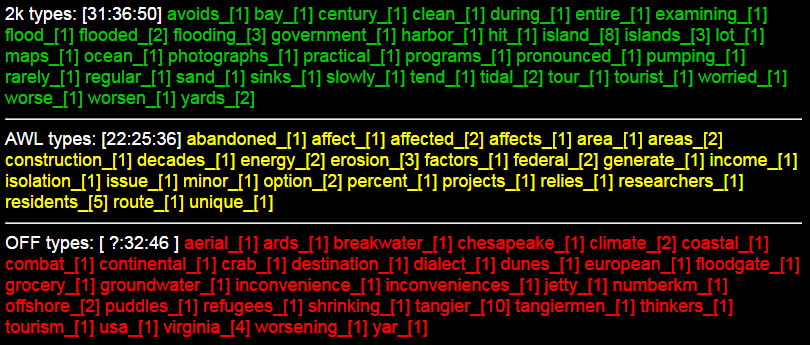 2k types: [31:36:50] avoids_[1] bay_[1] century_[1] clean_[1] during_[1] entire_[1] examining_[1]
flood_[1] flooded_[2] flooding_[3] government_[1] harbor_[1] hit_[1] island_[8] islands_[3] lot_[1]
maps_[1] ocean_[1] photographs_[1] practical_[1] programs_[1] pronounced_[1] pumping_[1]
rarely_[1] regular_[1] sand_[1] sinks_[1] slowly_[1] tend_[1] tidal_[2] tour_[1] tourist_[1] worried_[1]
worse_[1] worsen_[1] yards_[2]
AWL types: [22:25:36] abandoned_[1] affect_[1] affected_[2] affects_[1] area_[1] areas_[2]
construction_[1] decades_[1] energy_[2] erosion_[3] factors_[1] federal_[2] generate_[1] income_[1]
isolation_[1] issue_[1] minor_[1] option_[2] percent_[1] projects_[1] relies_[1] researchers_[1]
residents_[5] route_[1] unique_[1]
OFF types: [ ?:32:46 ] aerial_[1] ards_[1] breakwater_[1] chesapeake_[1] climate_[2] coastal_[1]
combat_[1] continental_[1] crab_[1] destination_[1] dialect_[1] dunes_[1] european_[1] floodgate_[1]
grocery_[1] groundwater_[1] inconvenience_[1] inconveniences_[1] jetty_[1] numberkm_[1]
offshore_[2] puddles_[1] refugees_[1] shrinking_[1] tangier_[10] tangiermen_[1] thinkers_[1]
tourism_[1] usa_[1] virginia_[4] worsening_[1] yar_[1]